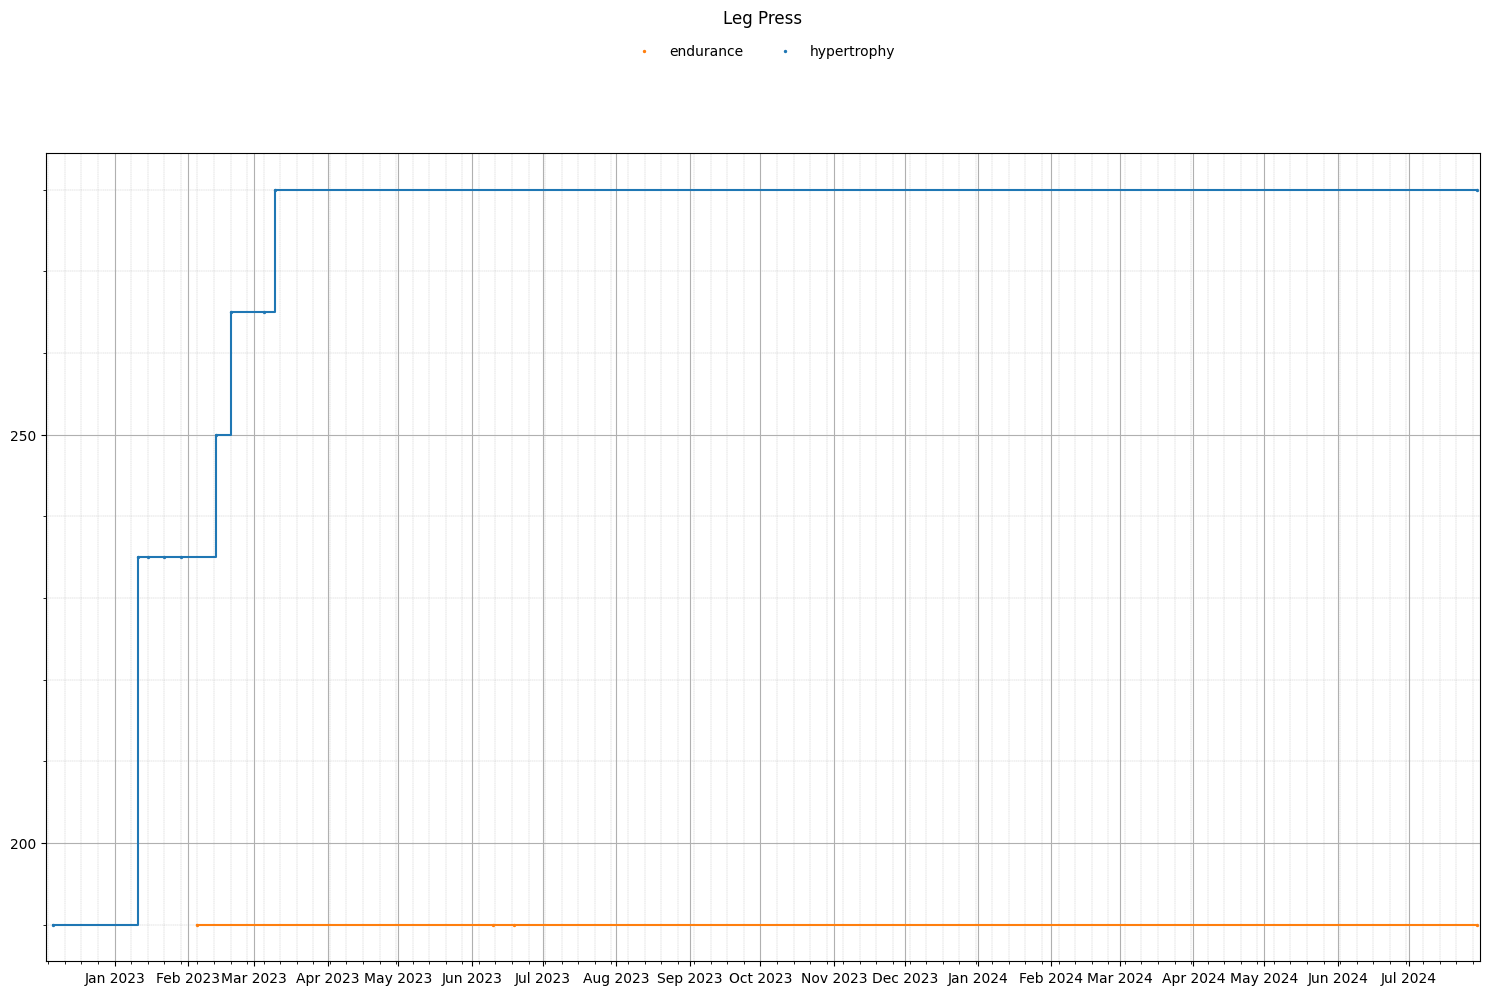 Leg Press
endurance hypertrophy
250
200
Jan 2023 Feb 2023 Mar 2023 Apr 2023 May 2023 Jun 2023 Jul 2023 Aug 2023 Sep 2023 Oct 2023 Nov 2023 Dec 2023 Jan 2024 Feb 2024 Mar 2024 Apr 2024 May 2024 Jun 2024 Jul 2024